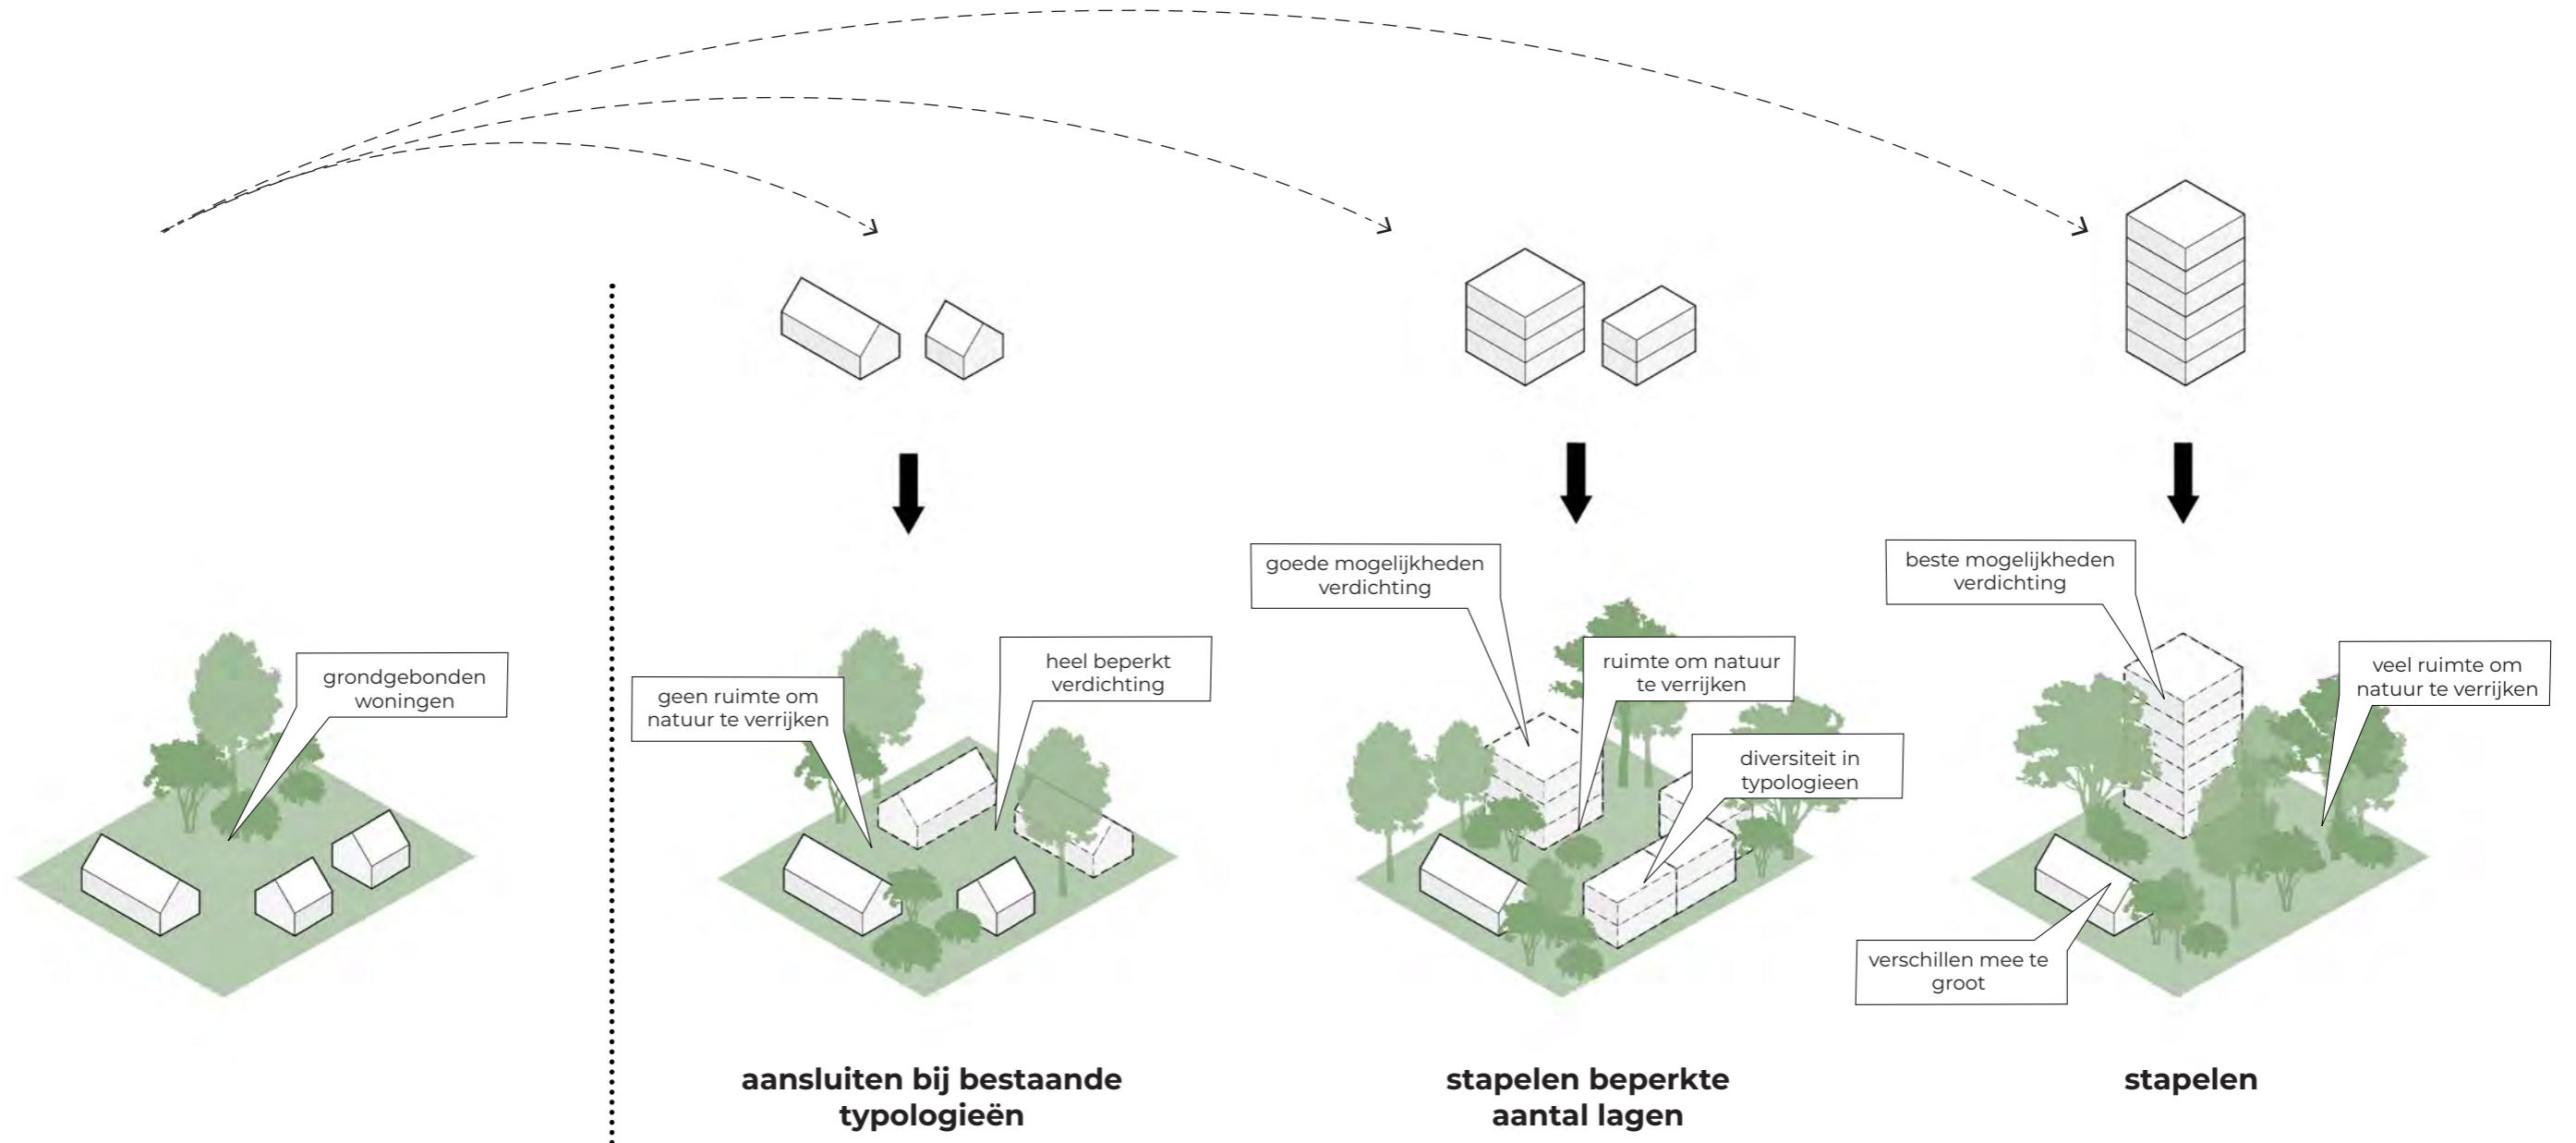 grondgebonden
woningen
geen ruimte om
natuur te verrijken
heel beperkt
verdichting
aansluiten bij bestaande
typologieën
goede mogelijkheden
verdichting
ruimte om natuur
te verrijken
diversiteit in
typologieen
stapelen beperkte
aantal lagen
beste mogelijkheden
verdichting
veel ruimte om
natuur te verrijken
verschillen mee te
groot
stapelen